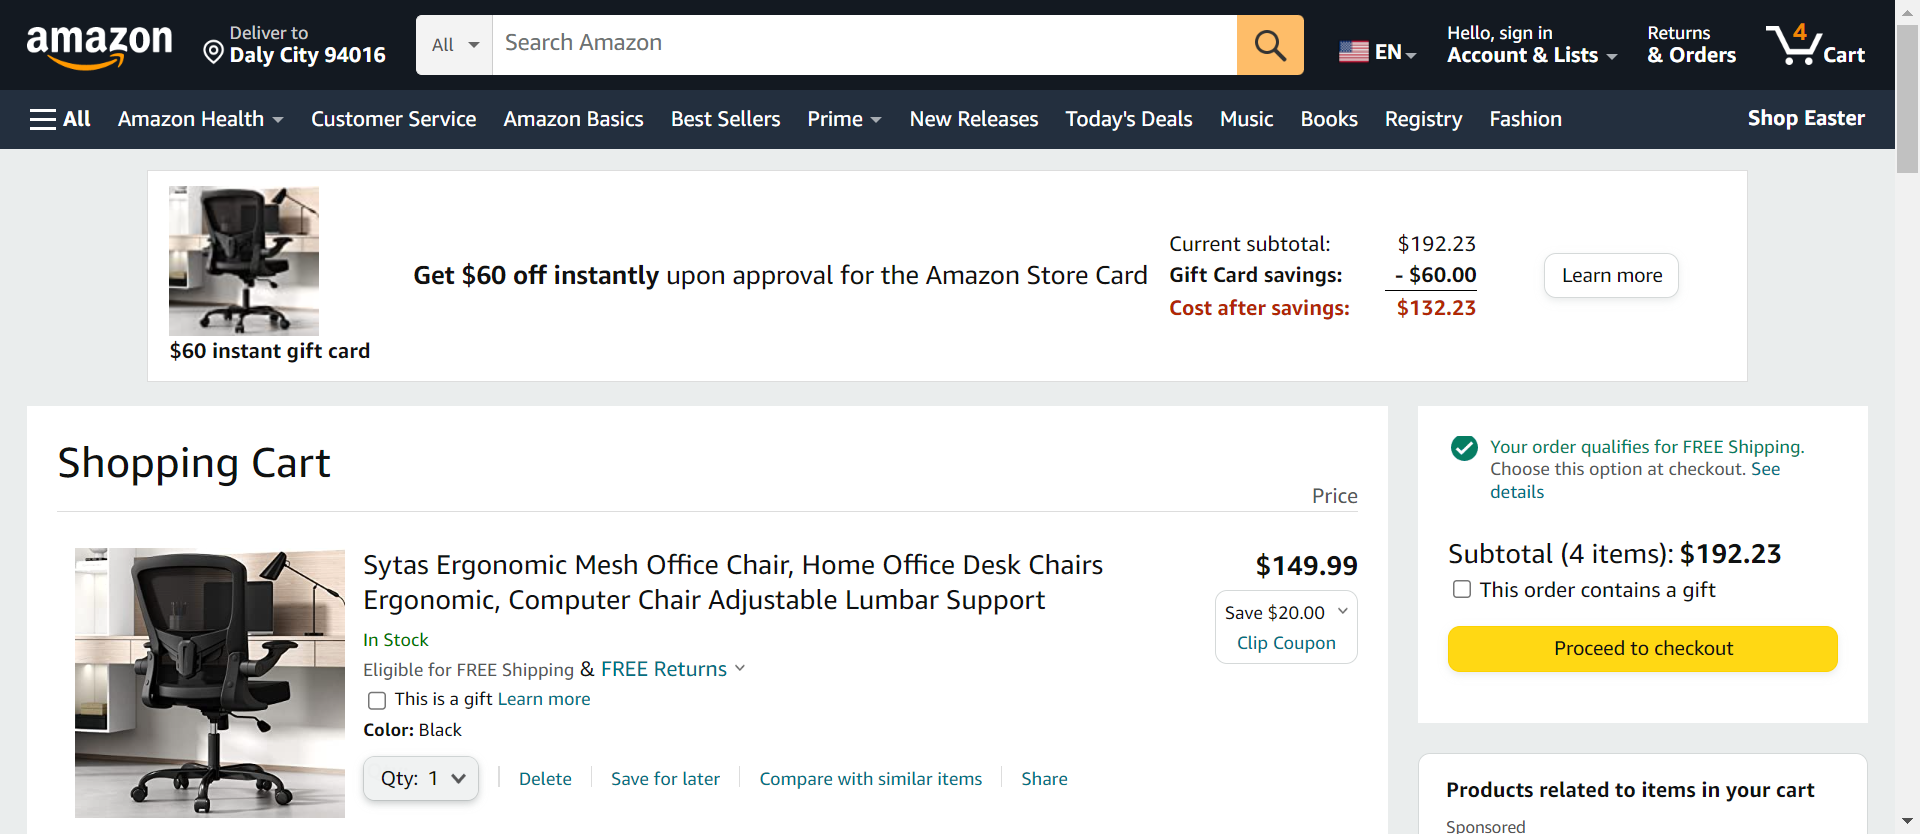 amazon
Deliver to
Daly City 94016
All
Search Amazon
EN
Hello, sign in
Account & Lists
Returns
& Orders
4
Cart
All
Amazon Health
Customer Service
Amazon Basics
Best Sellers
Prime
New Releases
Today's Deals
Music
Books
Registry
Fashion
Shop Easter
$60 instant gift card
Get $60 off instantly upon approval for the Amazon Store Card
Current subtotal: $192.23
Gift Card savings: - $60.00
Cost after savings: $132.23
Learn more
Shopping Cart
Price
Sytas Ergonomic Mesh Office Chair, Home Office Desk Chairs
Ergonomic, Computer Chair Adjustable Lumbar Support
$149.99
Save $20.00
Clip Coupon
In Stock
Eligible for FREE Shipping & FREE Returns
This is a gift Learn more
Color: Black
Qty: 1
Delete
Save for later
Compare with similar items
Share
Your order qualifies for FREE Shipping.
Choose this option at checkout. See
details
Subtotal (4 items): $192.23
This order contains a gift
Proceed to checkout
Products related to items in your cart
Sponsored